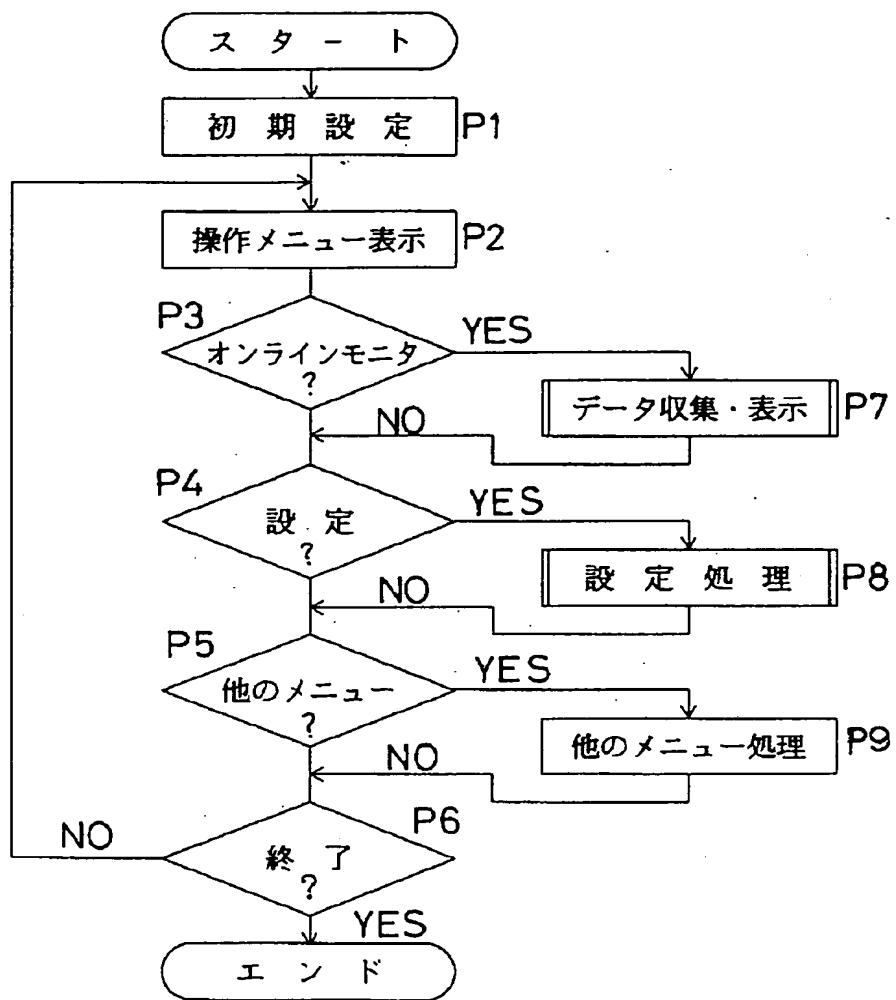 スタート
初期設定 P1
操作メニュー表示 P2
P3
オンラインモニタ
?
YES
データ収集・表示 P7
NO
P4
設定
?
YES
設定処理 P8
NO
P5
他のメニュー
?
YES
他のメニュー処理 P9
NO
P6
終了
?
NO
YES
エンド